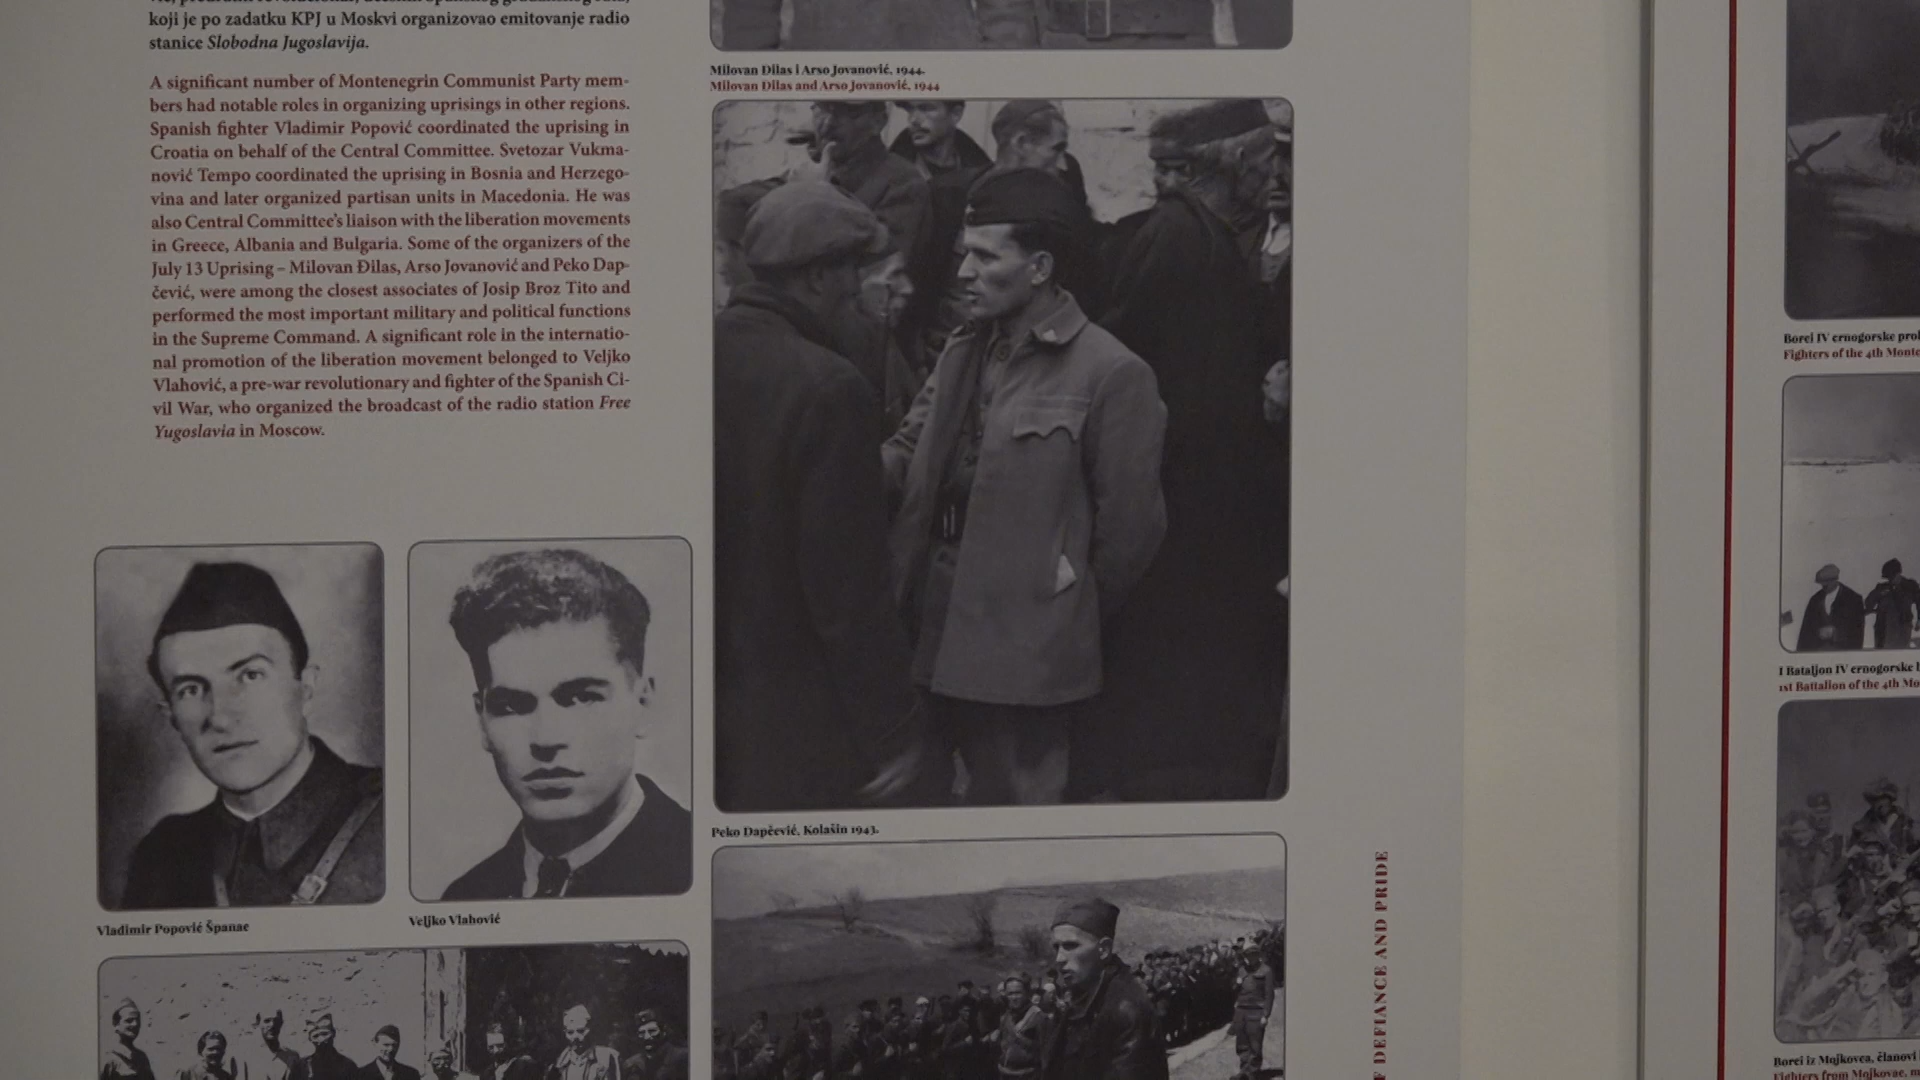 koji je po zadatku KPJ u Moskvi organizovao emitovanje radio
stanice Slobodna Jugoslavija.
A significant number of Montenegrin Communist Party mem-
bers had notable roles in organizing uprisings in other regions.
Spanish fighter Vladimir Popović coordinated the uprising in
Croatia on behalf of the Central Committee. Svetozar Vukma-
nović Tempo coordinated the uprising in Bosnia and Herzego-
vina and later organized partisan units in Macedonia. He was
also Central Committee's liaison with the liberation movements
in Greece, Albania and Bulgaria. Some of the organizers of the
July 13 Uprising – Milovan Đilas, Arso Jovanović and Peko Dap-
čević, were among the closest associates of Josip Broz Tito and
performed the most important military and political functions
in the Supreme Command. A significant role in the internatio-
nal promotion of the liberation movement belonged to Veljko
Vlahović, a pre-war revolutionary and fighter of the Spanish Ci-
vil War, who organized the broadcast of the radio station Free
Yugoslavia in Moscow.
Vladimir Popović Španac
Veljko Vlahović
Milovan Đilas i Arso Jovanović, 1944.
Milovan Đilas and Arso Jovanović, 1944
Peko Dapčević, Kolašin 1943.
DEFIANCE AND PRIDE
Borci IV crnogorske
Fighters of the 4th
I Bataljon IV crnogorske
1st Battalion of the 4th
Borci iz Mojkovca, članovi
Fighters from Mojkovac,